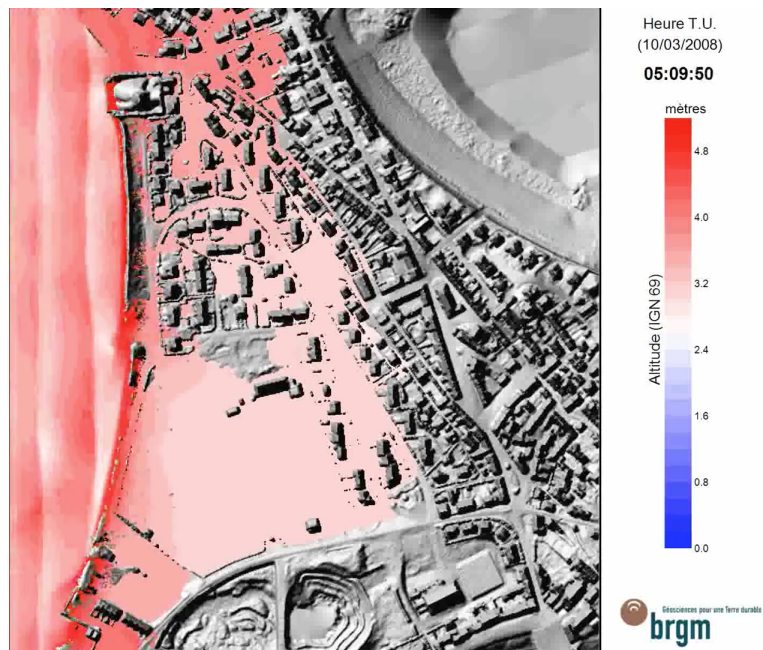 Heure T.U.
(10/03/2008)
05:09:50
mètres
4.8
4.0
3.2
2.4
1.6
0.8
0.0
Altitude (IGN 69)
Géosciences pour une Terre durable
brgm